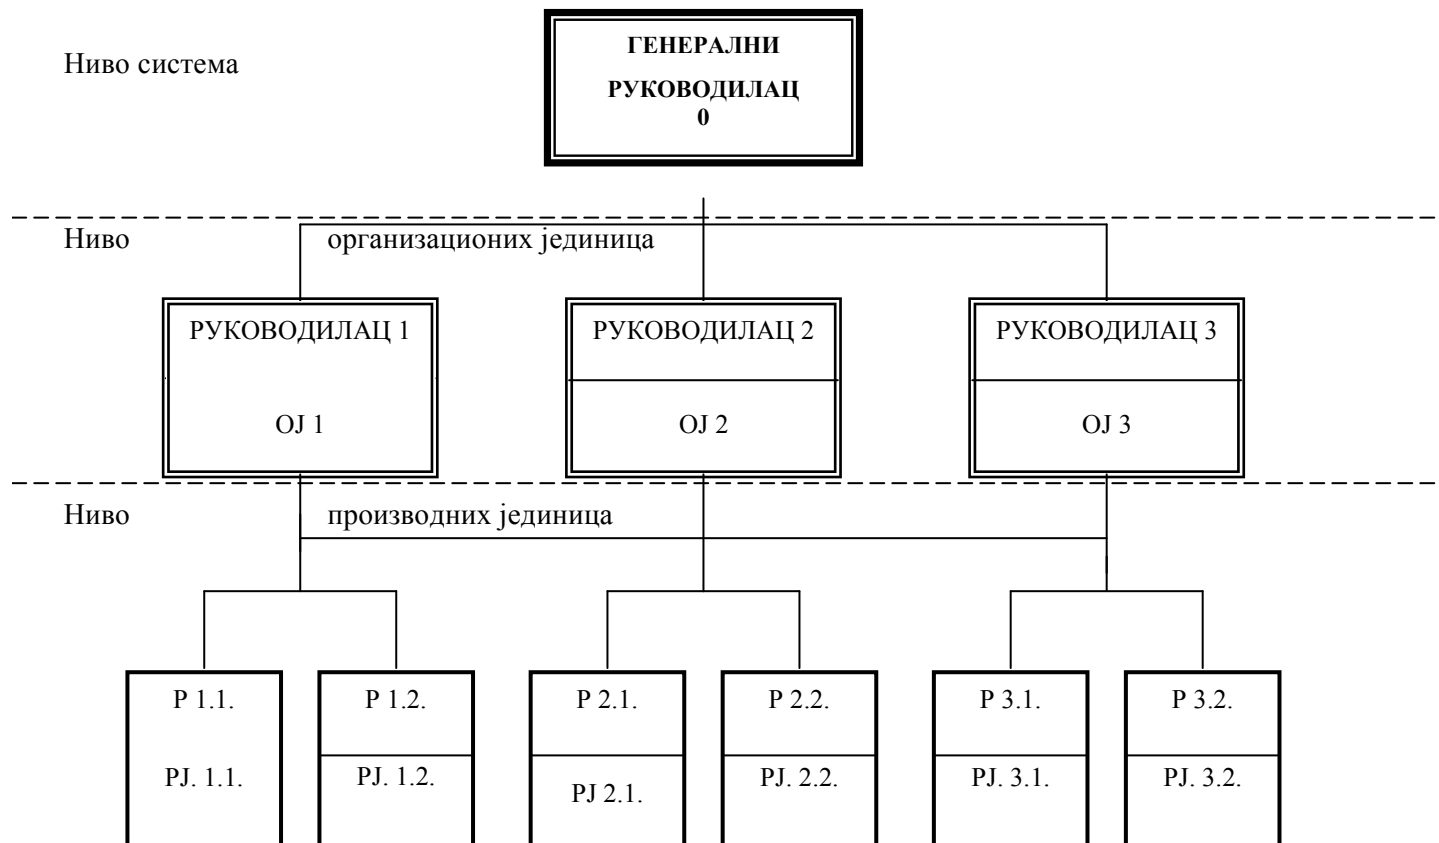 Ниво система
ГЕНЕРАЛНИ
РУКОВОДИЛАЦ
0
Ниво организационих јединица
РУКОВОДИЛАЦ 1
ОЈ 1
РУКОВОДИЛАЦ 2
ОЈ 2
РУКОВОДИЛАЦ 3
ОЈ 3
Ниво производних јединица
Р 1.1.
РЈ. 1.1.
Р 1.2.
РЈ. 1.2.
Р 2.1.
РЈ 2.1.
Р 2.2.
РЈ. 2.2.
Р 3.1.
РЈ. 3.1.
Р 3.2.
РЈ. 3.2.